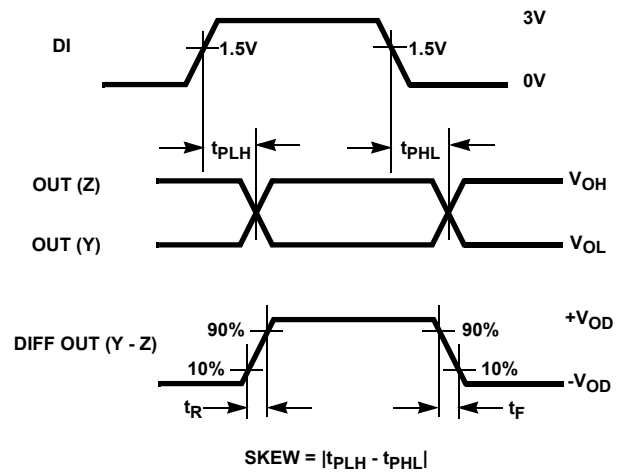 3V
DI
1.5V
1.5V
0V
tPLH
tPHL
OUT (Z)
VOH
OUT (Y)
VOL
+VOD
90%
90%
DIFF OUT (Y - Z)
10%
10%
-VOD
tR
tF
SKEW = |tPLH - tPHL|